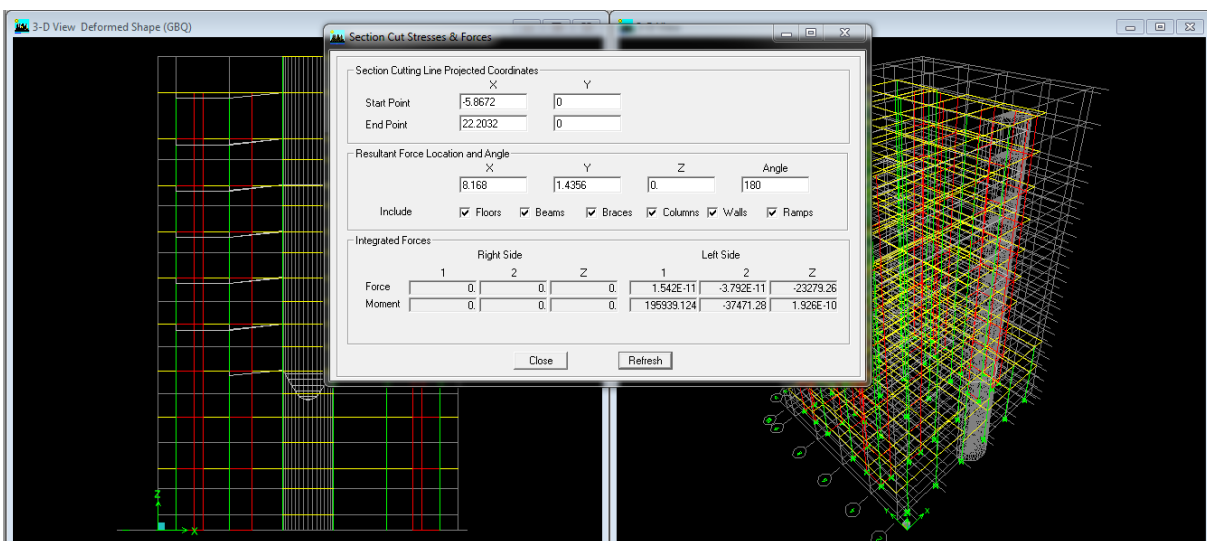 3-D View Deformed Shape (GBQ)
Section Cut Stresses & Forces
Section Cutting Line Projected Coordinates
X Y
Start Point -5.8672 0
End Point 22.2032 0
Resultant Force Location and Angle
X Y Z Angle
8.168 1.4356 0. 180
Include Floors Beams Braces Columns Walls Ramps
Integrated Forces
Right Side Left Side
1 2 Z 1 2 Z
Force 0. 0. 0. 1.542E-11 -3.792E-11 -23279.26
Moment 0. 0. 0. 195939.124 -37471.28 1.926E-10
Close Refresh
Z
X
Y
X